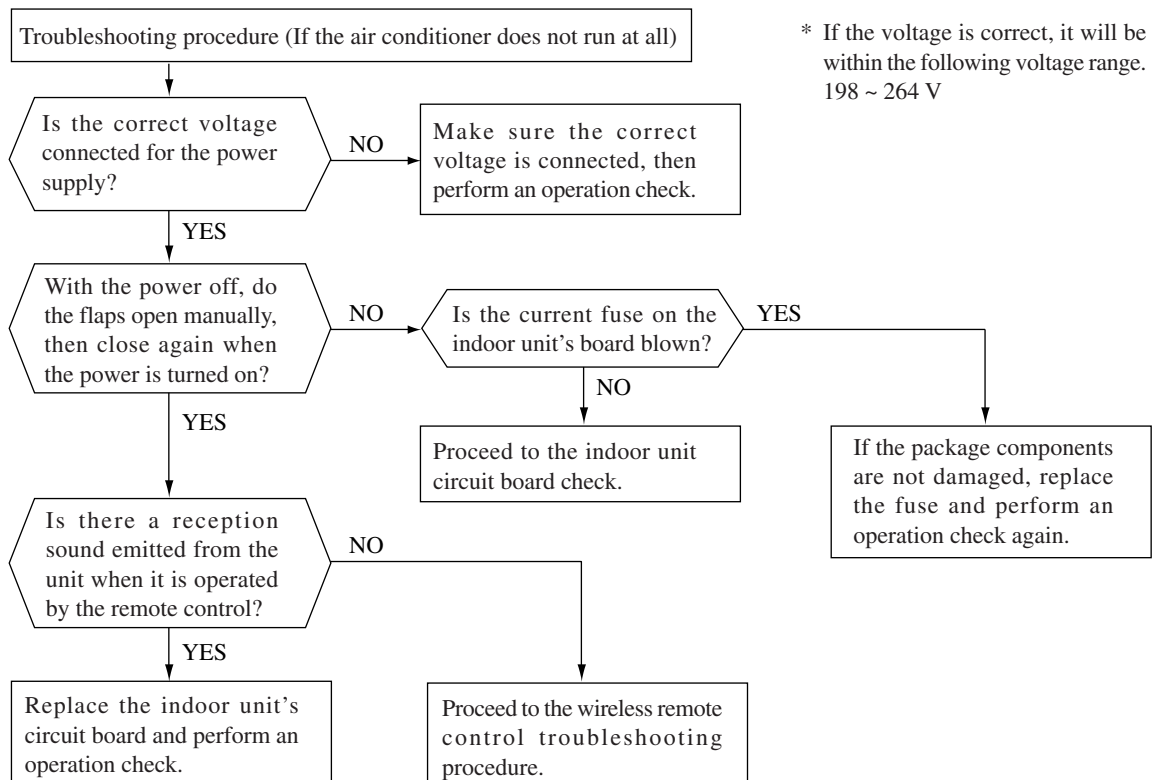 Troubleshooting procedure (If the air conditioner does not run at all)
* If the voltage is correct, it will be
within the following voltage range.
198 ~ 264 V
Is the correct voltage
connected for the power
supply?
NO
Make sure the correct
voltage is connected, then
perform an operation check.
YES
With the power off, do
the flaps open manually,
then close again when
the power is turned on?
NO
Is the current fuse on the
indoor unit's board blown?
YES
NO
YES
Proceed to the indoor unit
circuit board check.
If the package components
are not damaged, replace
the fuse and perform an
operation check again.
Is there a reception
sound emitted from the
unit when it is operated
by the remote control?
NO
YES
Replace the indoor unit's
circuit board and perform an
operation check.
Proceed to the wireless remote
control troubleshooting
procedure.